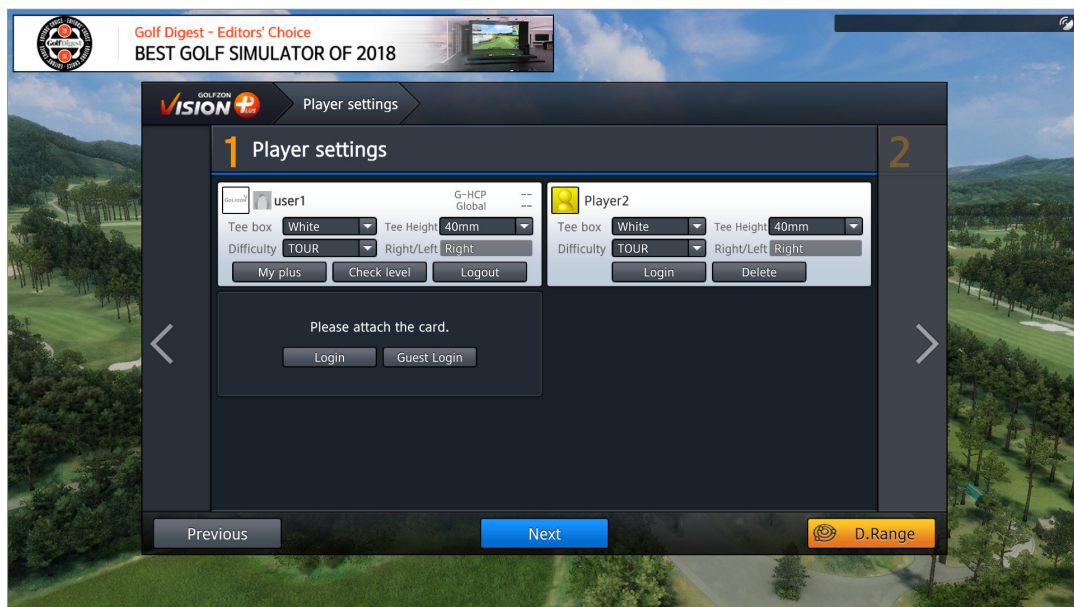 Golf Digest - Editors' Choice
BEST GOLF SIMULATOR OF 2018
GOLFZON
VISION PLUS
Player settings
1 Player settings
2
GOLFZON user1 G-HCP --
Global --
Tee box White Tee Height 40mm
Difficulty TOUR Right/Left Right
My plus Check level Logout
Player2
Tee box White Tee Height 40mm
Difficulty TOUR Right/Left Right
Login Delete
Please attach the card.
Login Guest Login
Previous Next D.Range